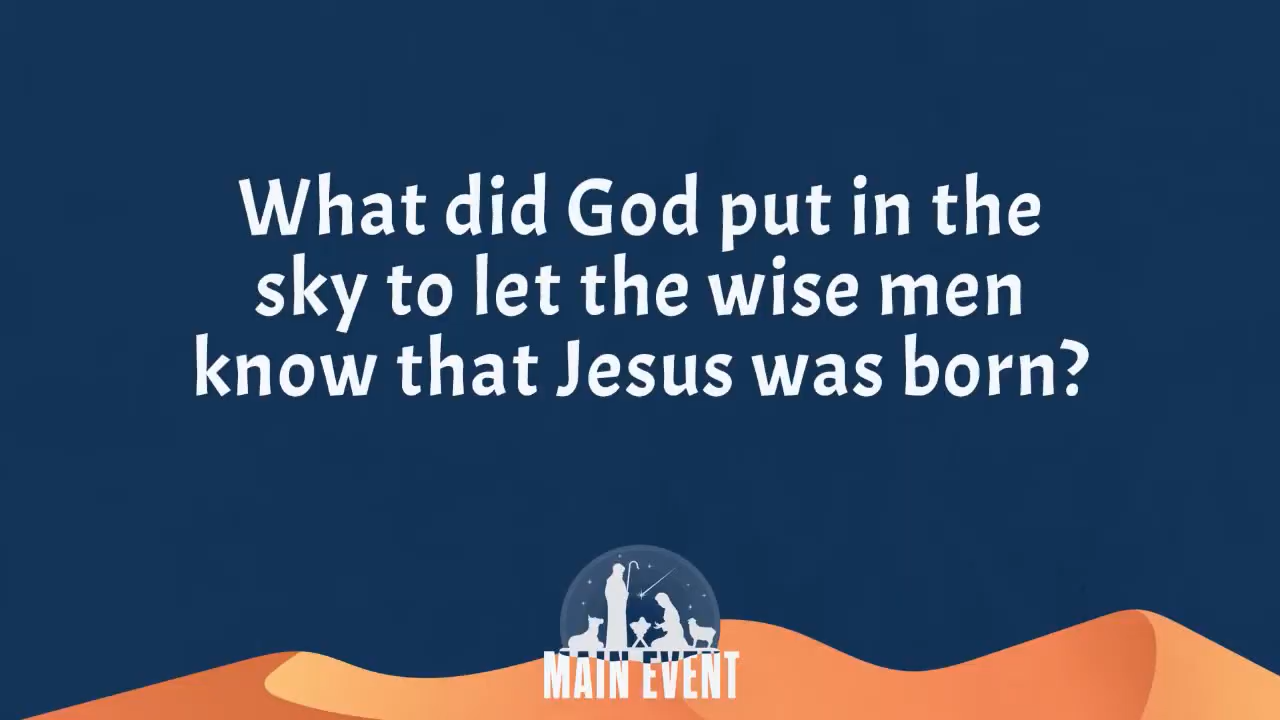 What did God put in the
sky to let the wise men
know that Jesus was born?
MAIN EVENT